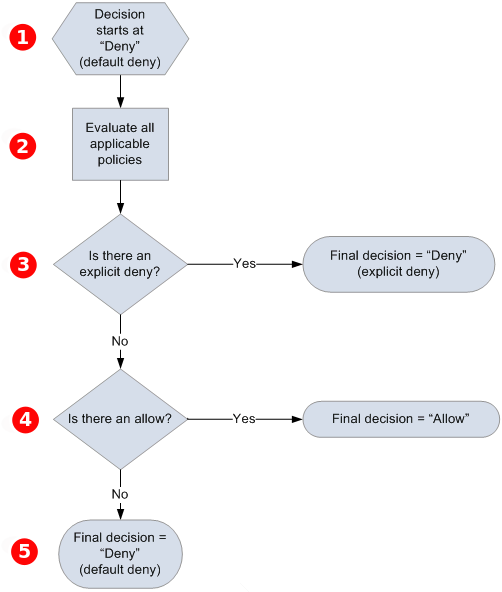 1
Decision
starts at
“Deny”
(default deny)
2
Evaluate all
applicable
policies
3
Is there an
explicit deny?
Yes
Final decision = “Deny”
(explicit deny)
No
4
Is there an allow?
Yes
Final decision = “Allow”
No
5
Final decision =
“Deny”
(default deny)